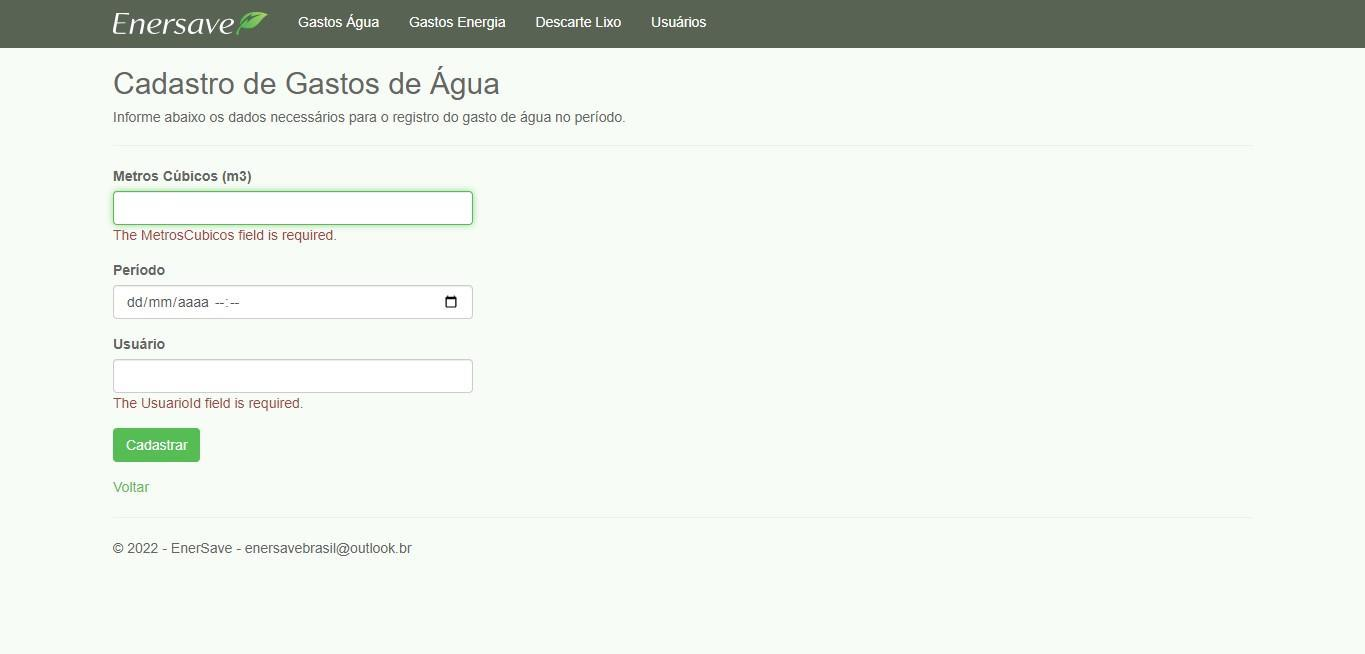 Enersave Gastos Água Gastos Energia Descarte Lixo Usuários
Cadastro de Gastos de Água
Informe abaixo os dados necessários para o registro do gasto de água no período.
Metros Cúbicos (m3)
The MetrosCubicos field is required.
Período
dd/mm/aaaa --:--
Usuário
The UsuarioId field is required.
Cadastrar
Voltar
© 2022 - EnerSave - enersavebrasil@outlook.br